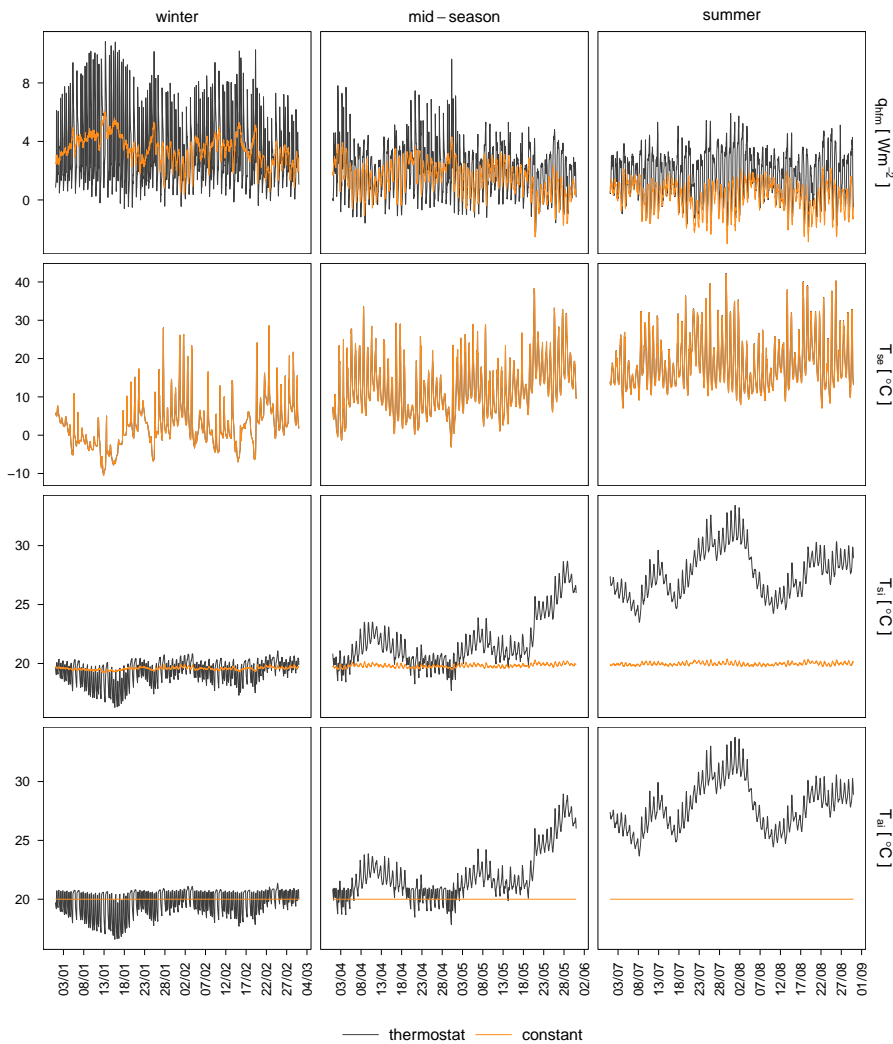 winter mid – season summer
8
4
0
qhfm [ Wm⁻² ]
40
30
20
10
0
−10
Tse [ °C ]
30
25
20
Tsi [ °C ]
30
25
20
Tai [ °C ]
03/01 08/01 13/01 18/01 23/01 28/01 02/02 07/02 12/02 17/02 22/02 27/02 04/03 03/04 08/04 13/04 18/04 23/04 28/04 03/05 08/05 13/05 18/05 23/05 28/05 02/06 03/07 08/07 13/07 18/07 23/07 28/07 02/08 07/08 12/08 17/08 22/08 27/08 01/09
thermostat constant